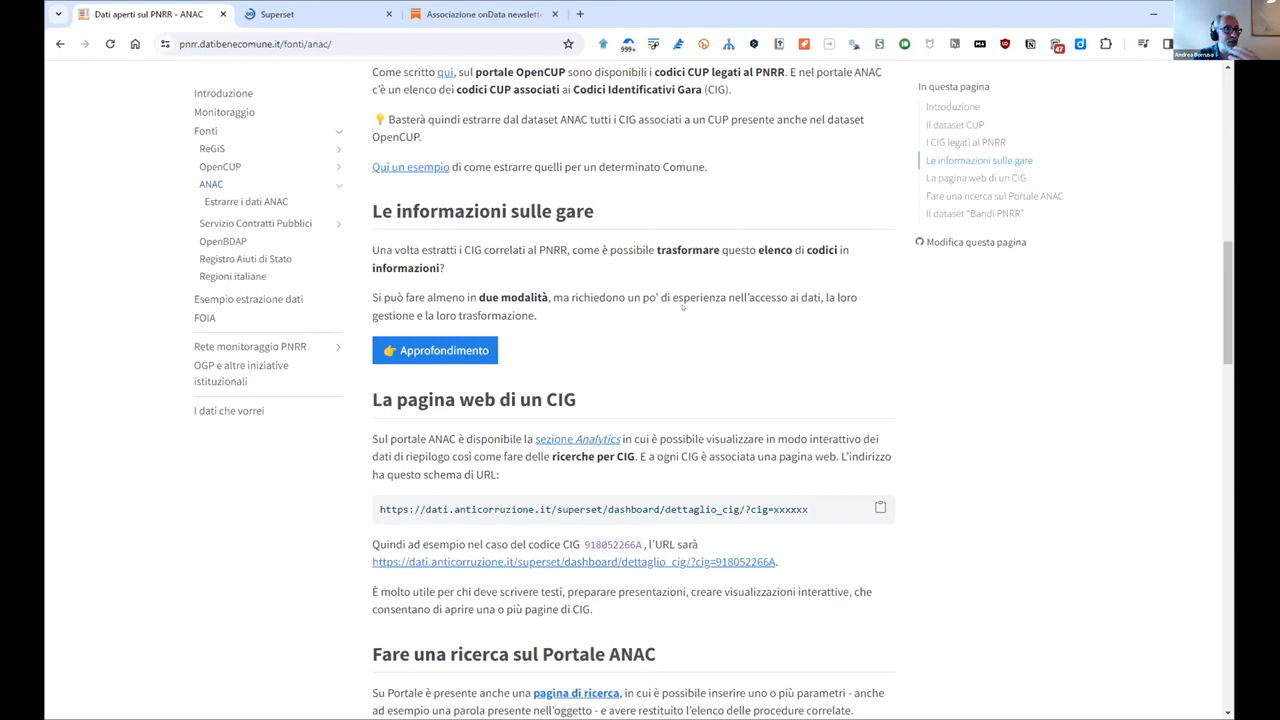 Dati aperti sul PNRR - ANAC
Superset
Associazione onData newslette
pnrr.datibenecomune.it/fonti/anac/
999+
47
Andrea Borruso
Introduzione
Monitoraggio
Fonti
ReGiS
OpenCUP
ANAC
Estrarre i dati ANAC
Servizio Contratti Pubblici
OpenBDAP
Registro Aiuti di Stato
Regioni italiane
Esempio estrazione dati
FOIA
Rete monitoraggio PNRR
OGP e altre iniziative
istituzionali
I dati che vorrei
Come scritto qui, sul portale OpenCUP sono disponibili i codici CUP legati al PNRR. E nel portale ANAC
c'è un elenco dei codici CUP associati ai Codici Identificativi Gara (CIG).
💡 Basterà quindi estrarre dal dataset ANAC tutti i CIG associati a un CUP presente anche nel dataset
OpenCUP.
Qui un esempio di come estrarre quelli per un determinato Comune.
Le informazioni sulle gare
Una volta estratti i CIG correlati al PNRR, come è possibile trasformare questo elenco di codici in
informazioni?
Si può fare almeno in due modalità, ma richiedono un po' di esperienza nell'accesso ai dati, la loro
gestione e la loro trasformazione.
👉 Approfondimento
La pagina web di un CIG
Sul portale ANAC è disponibile la sezione Analytics in cui è possibile visualizzare in modo interattivo dei
dati di riepilogo così come fare delle ricerche per CIG. E a ogni CIG è associata una pagina web. L'indirizzo
ha questo schema di URL:
https://dati.anticorruzione.it/superset/dashboard/dettaglio_cig/?cig=xxxxxx
Quindi ad esempio nel caso del codice CIG 918052266A, l'URL sarà
https://dati.anticorruzione.it/superset/dashboard/dettaglio_cig/?cig=918052266A.
È molto utile per chi deve scrivere testi, preparare presentazioni, creare visualizzazioni interattive, che
consentano di aprire una o più pagine di CIG.
Fare una ricerca sul Portale ANAC
Su Portale è presente anche una pagina di ricerca, in cui è possibile inserire uno o più parametri - anche
ad esempio una parola presente nell'oggetto - e avere restituito l'elenco delle procedure correlate.
In questa pagina
Introduzione
Il dataset CUP
I CIG legati al PNRR
Le informazioni sulle gare
La pagina web di un CIG
Fare una ricerca sul Portale ANAC
Il dataset "Bandi PNRR"
Modifica questa pagina